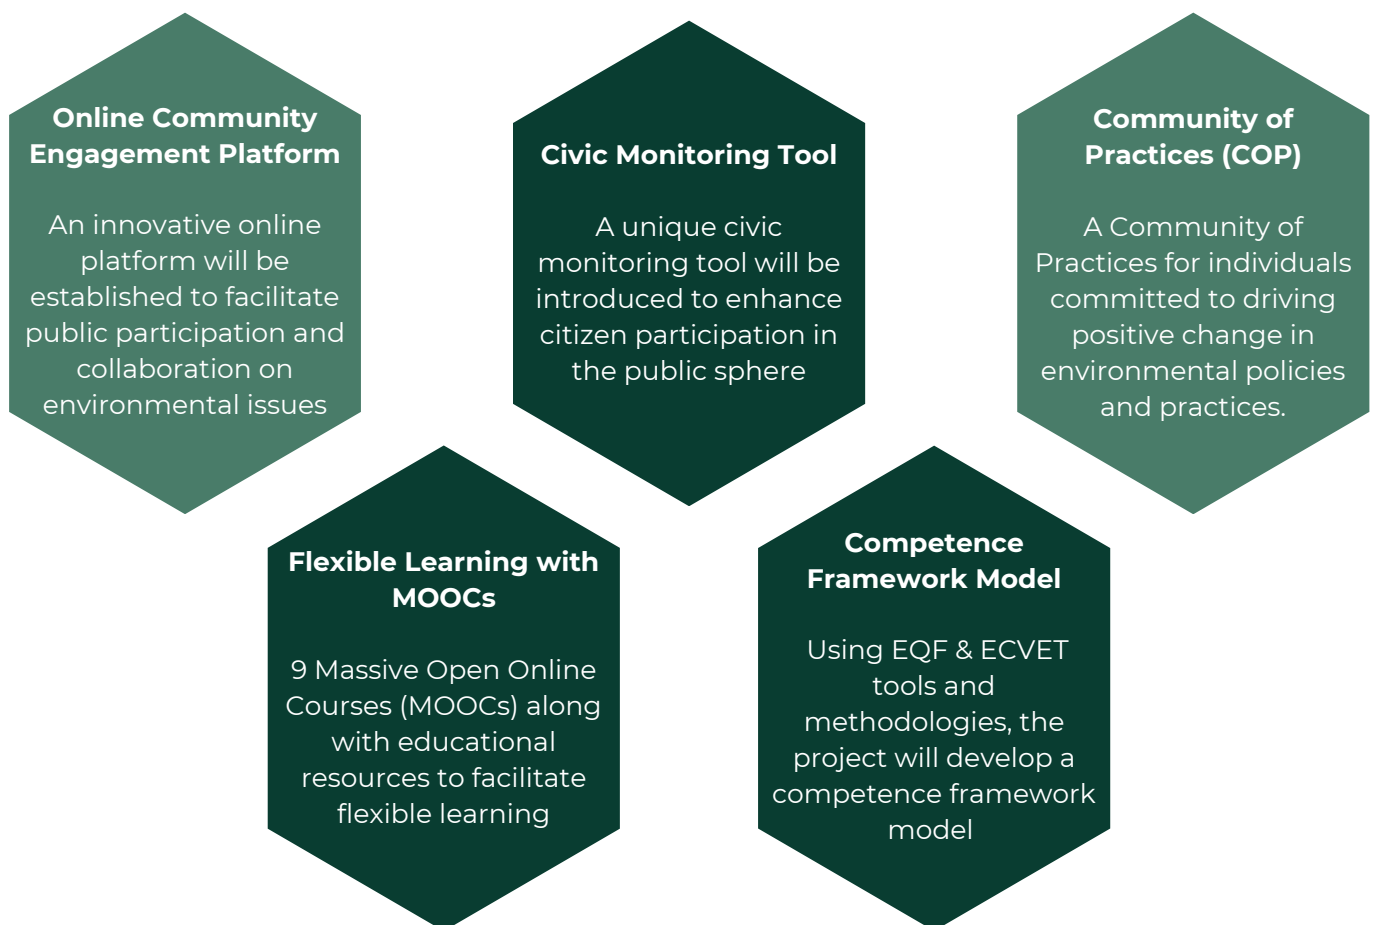 Online Community
Engagement Platform
An innovative online
platform will be
established to facilitate
public participation and
collaboration on
environmental issues
Civic Monitoring Tool
A unique civic
monitoring tool will be
introduced to enhance
citizen participation in
the public sphere
Community of
Practices (COP)
A Community of
Practices for individuals
committed to driving
positive change in
environmental policies
and practices.
Flexible Learning with
MOOCs
9 Massive Open Online
Courses (MOOCs) along
with educational
resources to facilitate
flexible learning
Competence
Framework Model
Using EQF & ECVET
tools and
methodologies, the
project will develop a
competence framework
model